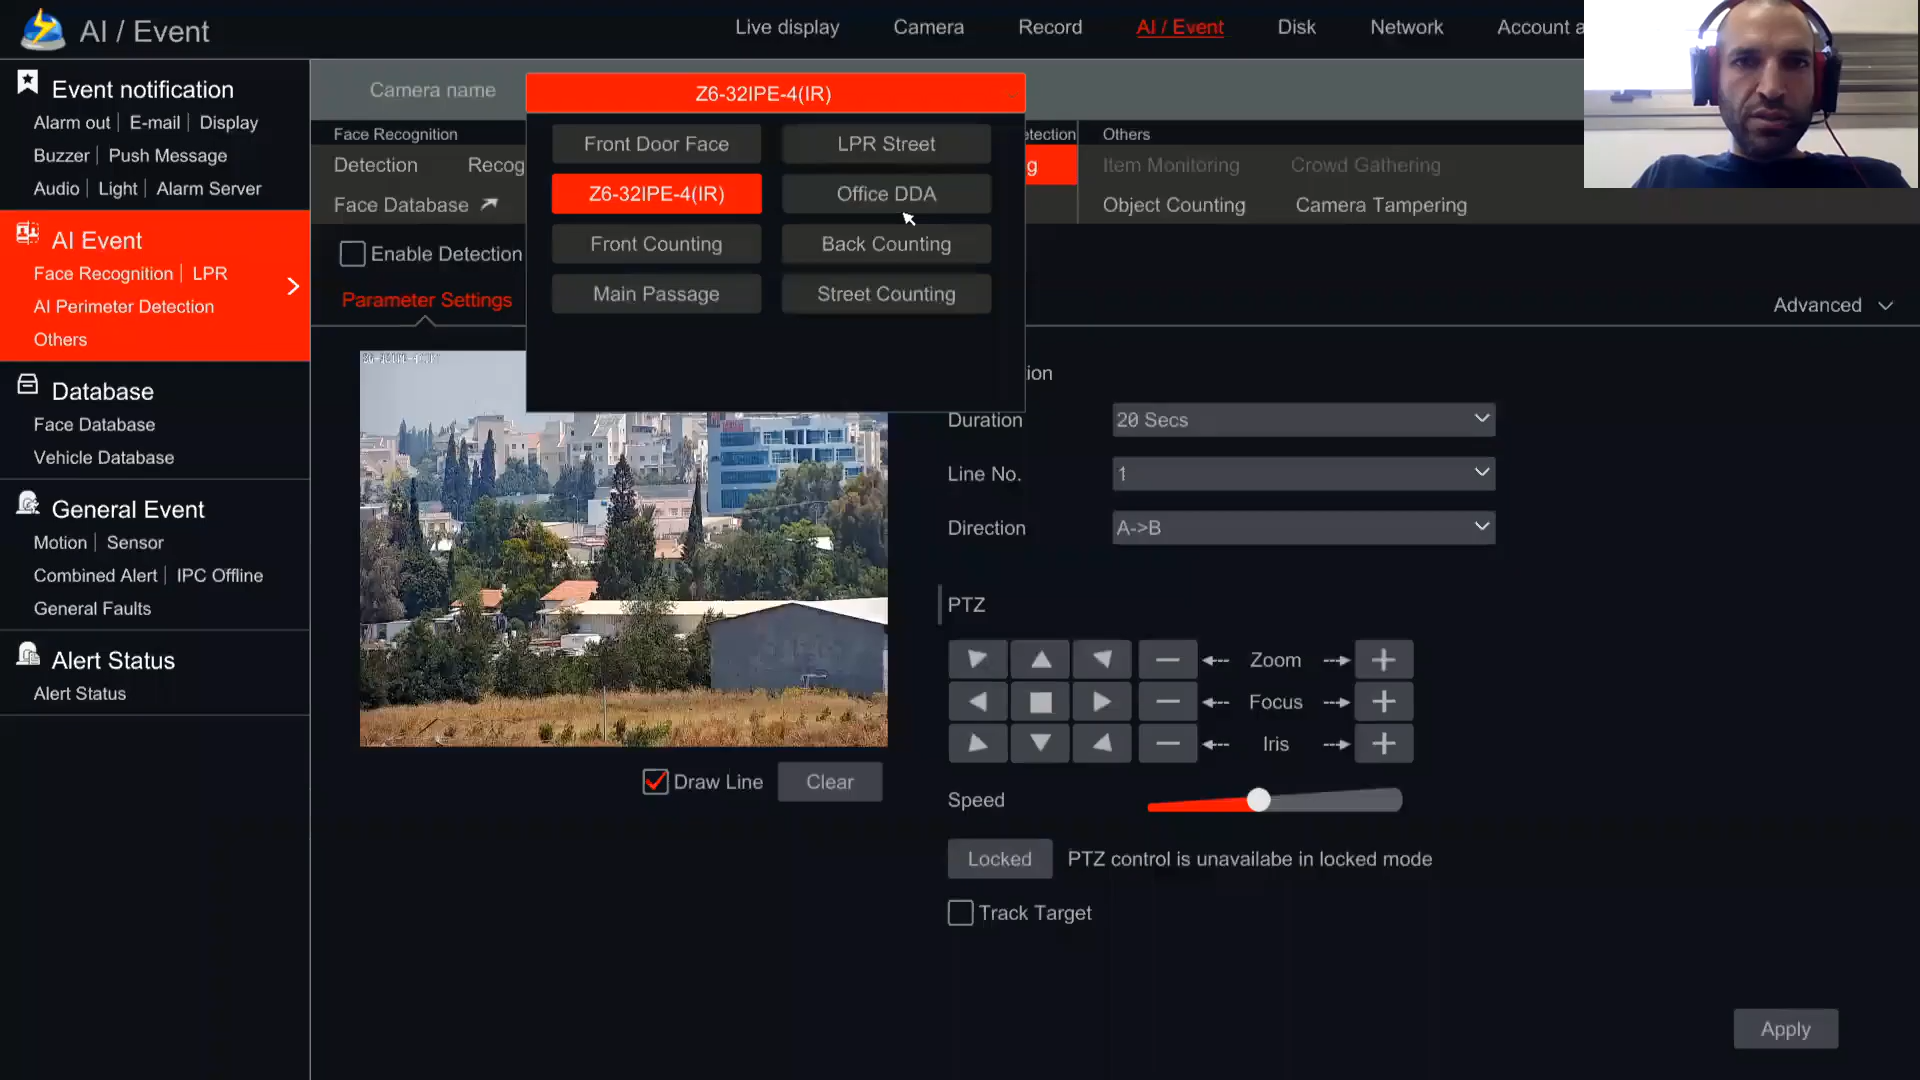 AI / Event
Live display
Camera
Record
AI / Event
Disk
Network
Account a
Event notification
Alarm out | E-mail | Display
Buzzer | Push Message
Audio | Light | Alarm Server
AI Event
Face Recognition | LPR
AI Perimeter Detection
Others
Database
Face Database
Vehicle Database
General Event
Motion | Sensor
Combined Alert | IPC Offline
General Faults
Alert Status
Alert Status
Camera name
Z6-32IPE-4(IR)
Front Door Face
LPR Street
Z6-32IPE-4(IR)
Office DDA
Front Counting
Back Counting
Main Passage
Street Counting
Face Recognition
etection
Others
Detection
Recog
g
Item Monitoring
Crowd Gathering
Face Database
Object Counting
Camera Tampering
Enable Detection
Parameter Settings
Advanced
Z6-32IPE-4(IR)
ion
Duration
20 Secs
Line No.
1
Direction
A->B
PTZ
Zoom
Focus
Iris
Draw Line
Clear
Speed
Locked
PTZ control is unavailabe in locked mode
Track Target
Apply